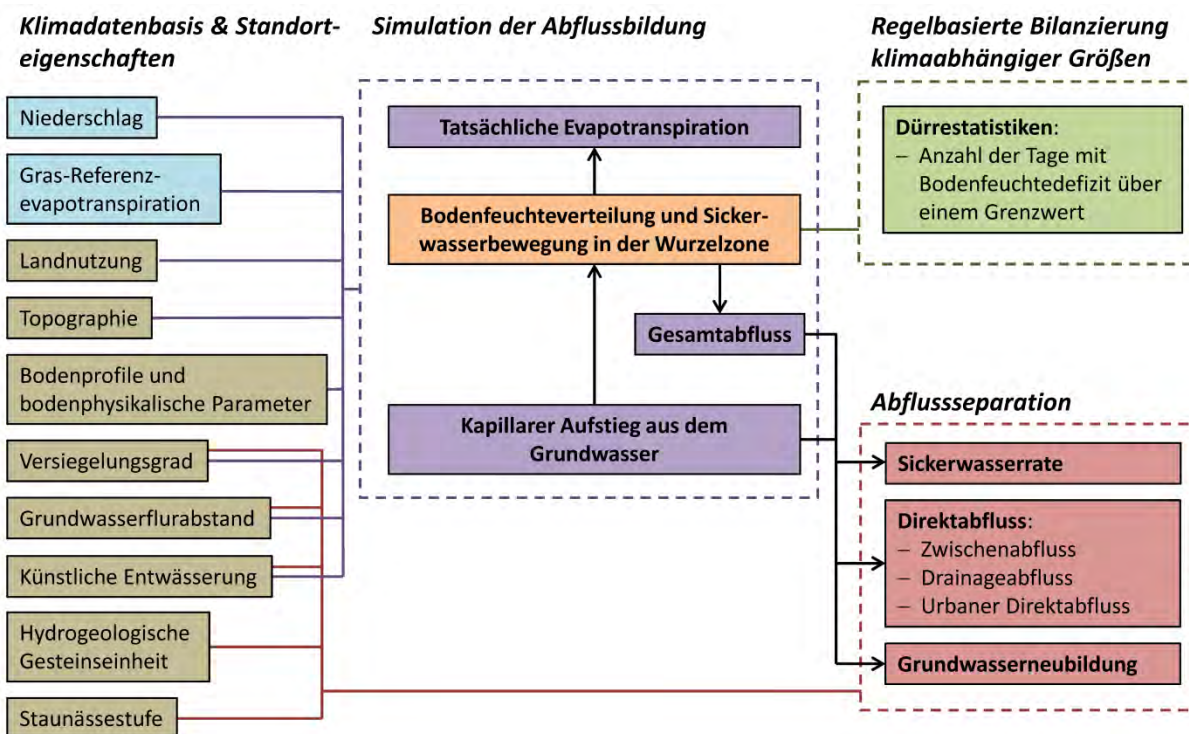 Klimadatenbasis & Standort-
eigenschaften
Niederschlag
Gras-Referenz-
evapotranspiration
Landnutzung
Topographie
Bodenprofile und
bodenphysikalische Parameter
Versiegelungsgrad
Grundwasserflurabstand
Künstliche Entwässerung
Hydrogeologische
Gesteinseinheit
Staunässestufe
Simulation der Abflussbildung
Tatsächliche Evapotranspiration
Bodenfeuchteverteilung und Sicker-
wasserbewegung in der Wurzelzone
Gesamtabfluss
Kapillarer Aufstieg aus dem
Grundwasser
Regelbasierte Bilanzierung
klimaabhängiger Größen
Dürrestatistiken:
– Anzahl der Tage mit
Bodenfeuchtedefizit über
einem Grenzwert
Abflussseparation
Sickerwasserrate
Direktabfluss:
– Zwischenabfluss
– Drainageabfluss
– Urbaner Direktabfluss
Grundwasserneubildung